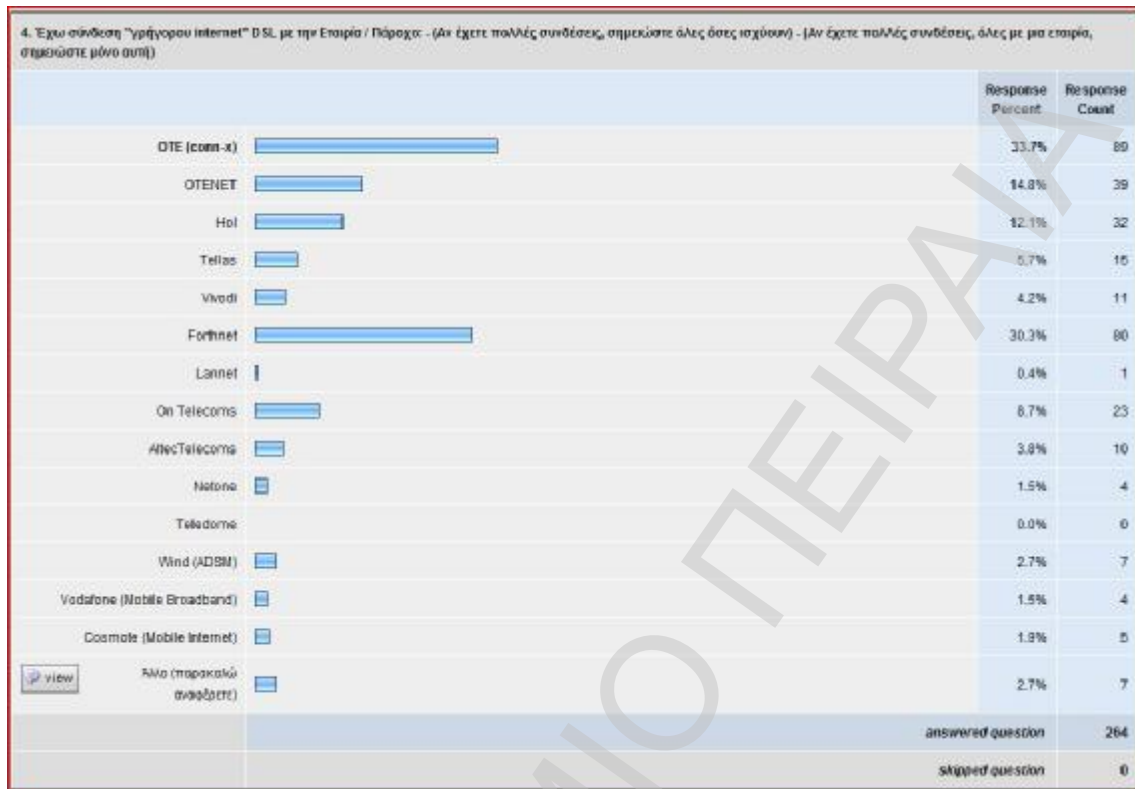 4. Έχω σύνδεση "γρήγορου internet" DSL με την Εταιρία / Πάροχο: - (Αν έχετε πολλές συνδέσεις, σημειώστε όλες όσες ισχύουν) - (Αν έχετε πολλές συνδέσεις, όλες με μια εταιρία,
σημειώστε μόνο αυτή)
Response Percent Response Count
OTE (conn-x) 33.7% 89
OTENET 14.8% 39
Hol 12.1% 32
Tellas 5.7% 15
Vivodi 4.2% 11
Forthnet 30.3% 80
Lannet 0.4% 1
On Telecoms 8.7% 23
AltecTelecoms 3.8% 10
Netone 1.5% 4
Teledome 0.0% 0
Wind (ADSM) 2.7% 7
Vodafone (Mobile Broadband) 1.5% 4
Cosmote (Mobile Internet) 1.9% 5
view Άλλο (παρακαλώ
αναφέρετε) 2.7% 7
answered question 264
skipped question 0
ΜΙΟ ΠΕΙΡΑΙΑ